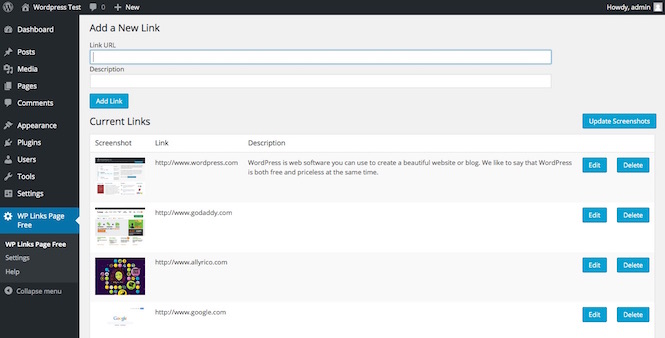 Wordpress Test 0 + New Howdy, admin
Dashboard
Posts
Media
Pages
Comments
Appearance
Plugins
Users
Tools
Settings
WP Links Page
Free
WP Links Page Free
Settings
Help
Collapse menu
Add a New Link
Link URL
Description
Add Link
Current Links Update Screenshots
Screenshot Link Description
http://www.wordpress.com WordPress is web software you can use to create a beautiful website or blog. We like to say that WordPress Edit Delete
is both free and priceless at the same time.
http://www.godaddy.com Edit Delete
http://www.allyrico.com Edit Delete
http://www.google.com Edit Delete
Google